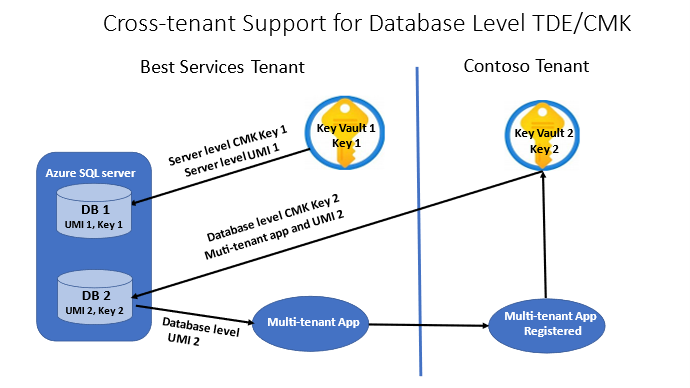 Cross-tenant Support for Database Level TDE/CMK
Best Services Tenant
Contoso Tenant
Key Vault 1
Key 1
Key Vault 2
Key 2
Server level CMK Key 1
Server level UMI 1
Azure SQL server
DB 1
UMI 1, Key 1
Database level CMK Key 2
Muti-tenant app and UMI 2
DB 2
UMI 2, Key 2
Database level
UMI 2
Multi-tenant App
Multi-tenant App
Registered